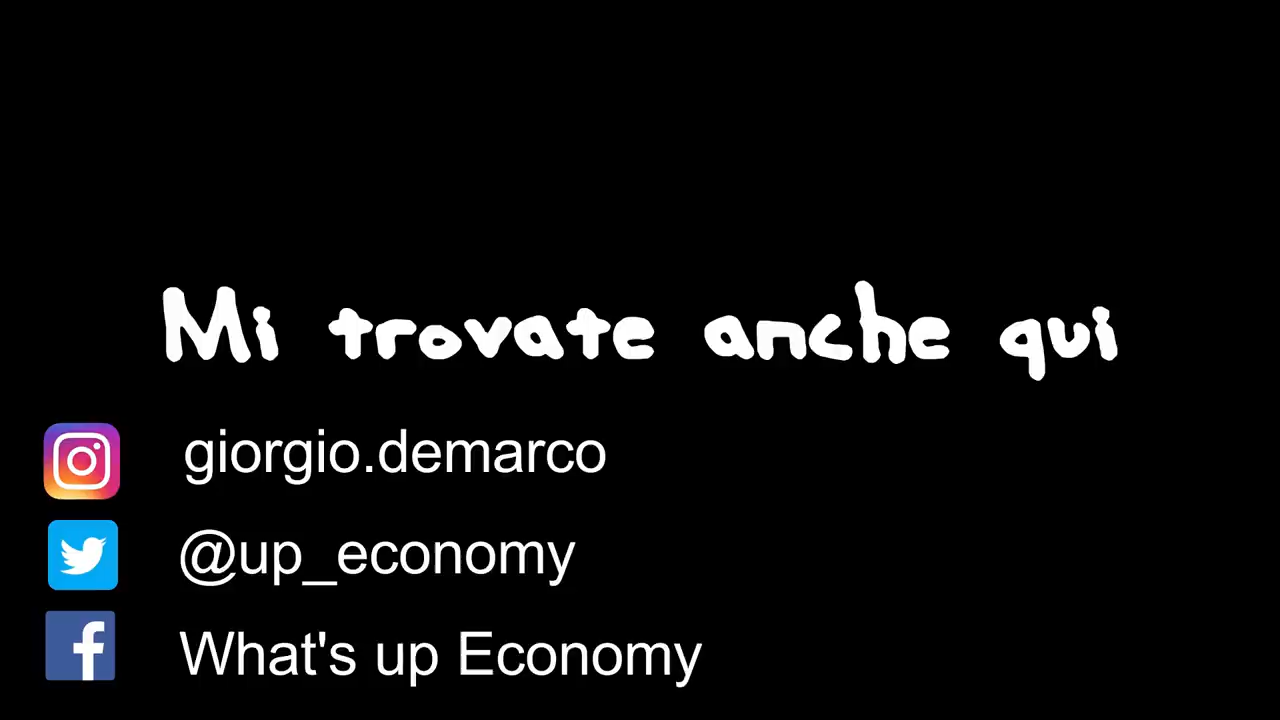 Mi trovate anche qui
giorgio.demarco
@up_economy
What's up Economy